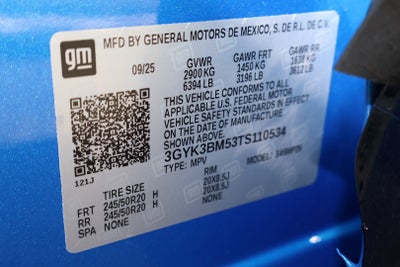 gm
MFD BY GENERAL MOTORS DE MEXICO, S. DE R.L. DE C.V.
09/25 GVWR GAWR FRT GAWR RR
2900 KG 1450 KG 1638 KG
6394 LB 3196 LB 3612 LB
THIS VEHICLE CONFORMS TO ALL
APPLICABLE U.S. FEDERAL MOTOR
VEHICLE SAFETY STANDARDS IN EFFECT
ON THE DATE OF MANUFACTURE
3GYK3BM53TS110534
TYPE: MPV MODEL:
121J
TIRE SIZE RIM
FRT 245/50R20 H 20X8.5J
RR 245/50R20 H 20X8.5J
SPA NONE NONE